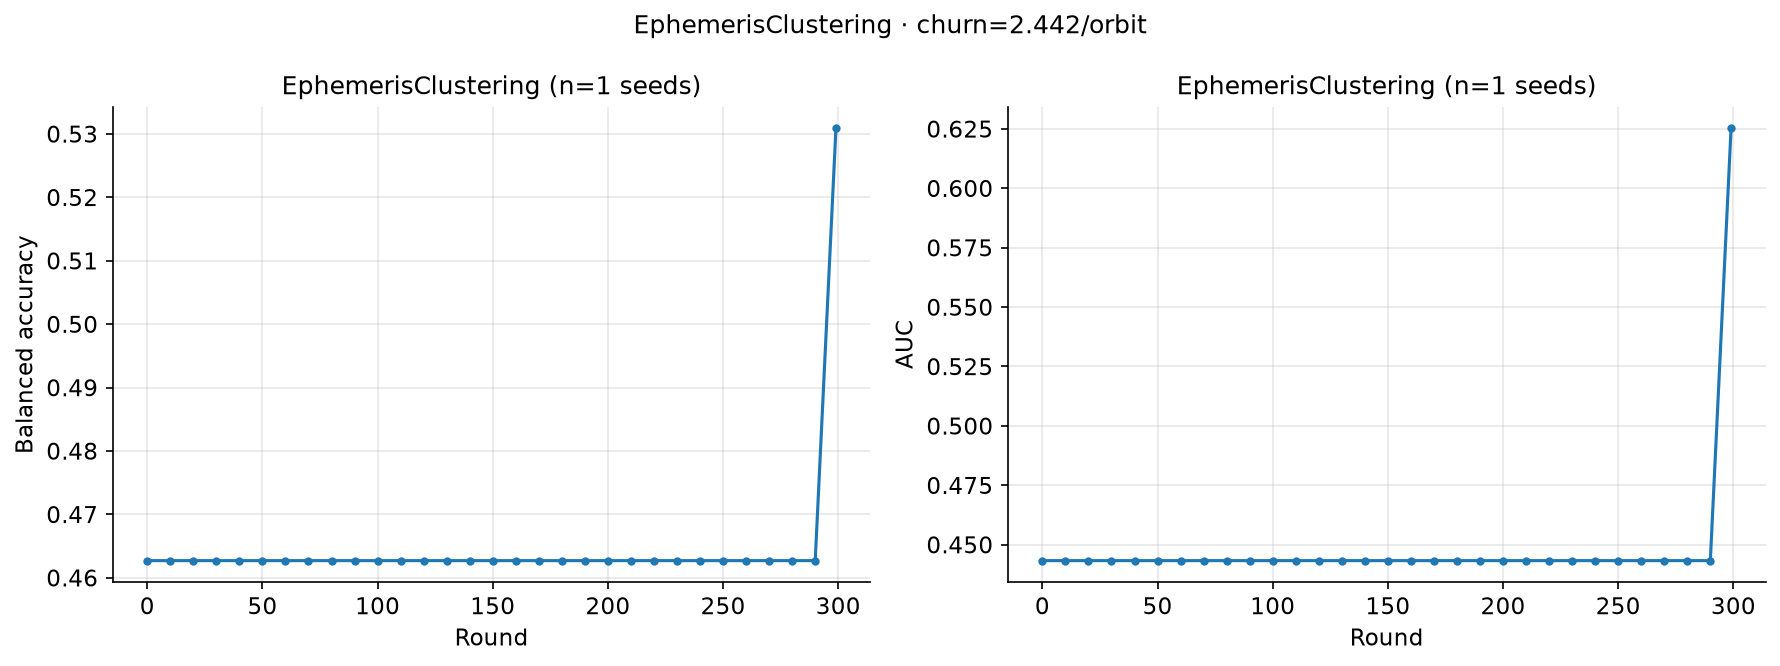 EphemerisClustering · churn=2.442/orbit
EphemerisClustering (n=1 seeds)
Balanced accuracy
0.53
0.52
0.51
0.50
0.49
0.48
0.47
0.46
0 50 100 150 200 250 300
Round
EphemerisClustering (n=1 seeds)
AUC
0.625
0.600
0.575
0.550
0.525
0.500
0.475
0.450
0 50 100 150 200 250 300
Round